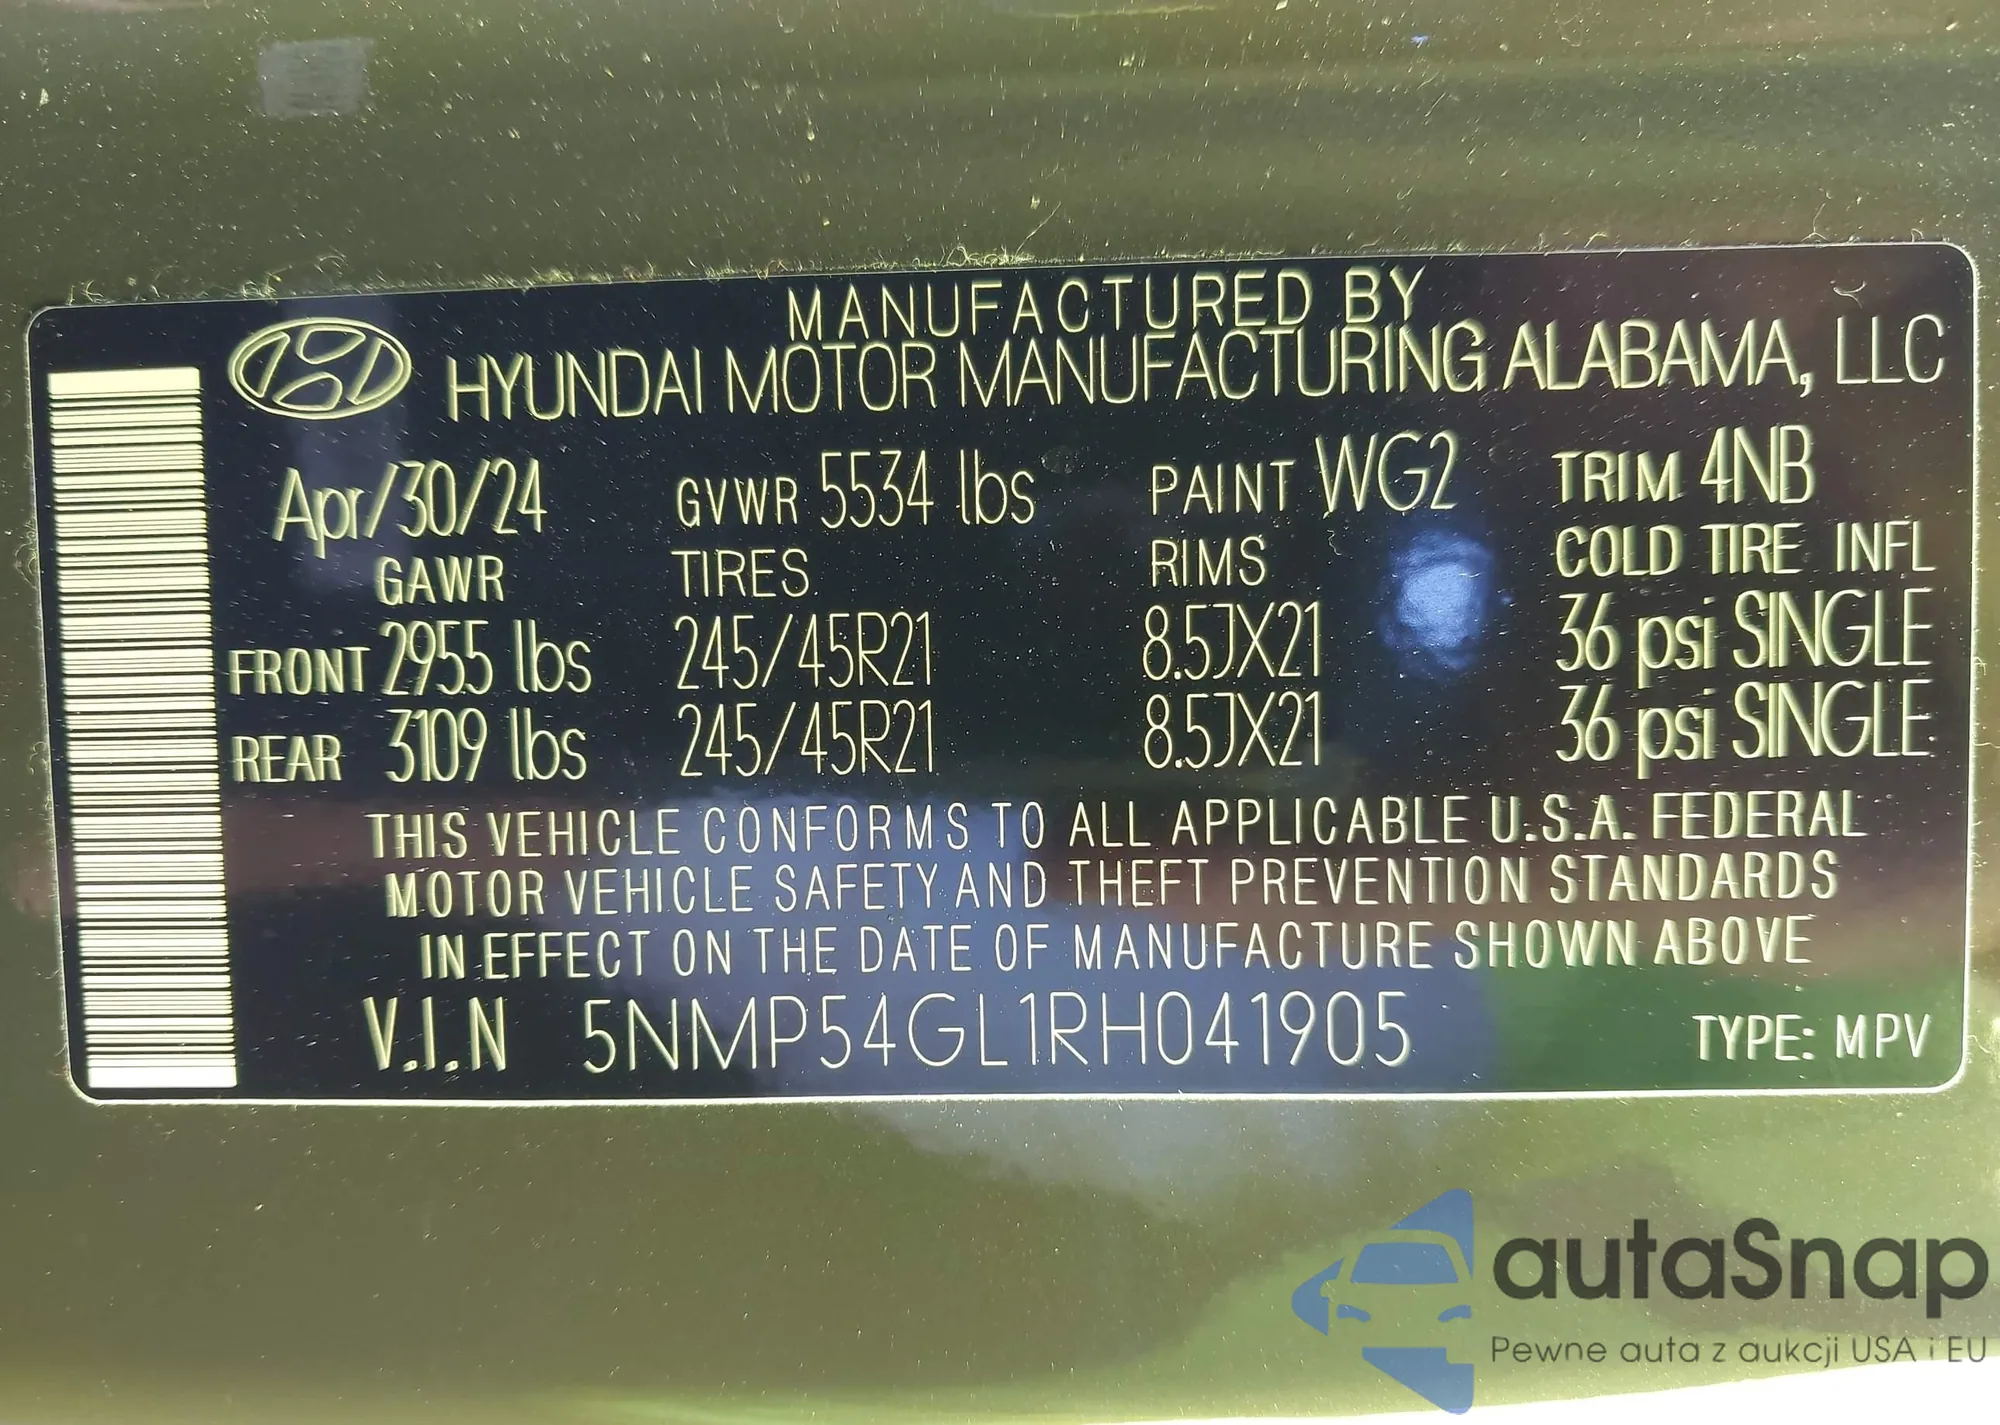 MANUFACTURED BY
HYUNDAI MOTOR MANUFACTURING ALABAMA, LLC
Apr/30/24 GVWR 5534 lbs PAINT WG2 TRIM 4NB
GAWR TIRES RIMS COLD TIRE INFL
FRONT 2955 lbs 245/45R21 8.5JX21 36 psi SINGLE
REAR 3109 lbs 245/45R21 8.5JX21 36 psi SINGLE
THIS VEHICLE CONFORMS TO ALL APPLICABLE U.S.A. FEDERAL
MOTOR VEHICLE SAFETY AND THEFT PREVENTION STANDARDS
IN EFFECT ON THE DATE OF MANUFACTURE SHOWN ABOVE
V.I.N 5NMP54GL1RH041905 TYPE: MPV
autaSnap
Pewne auta z aukcji USA i EU